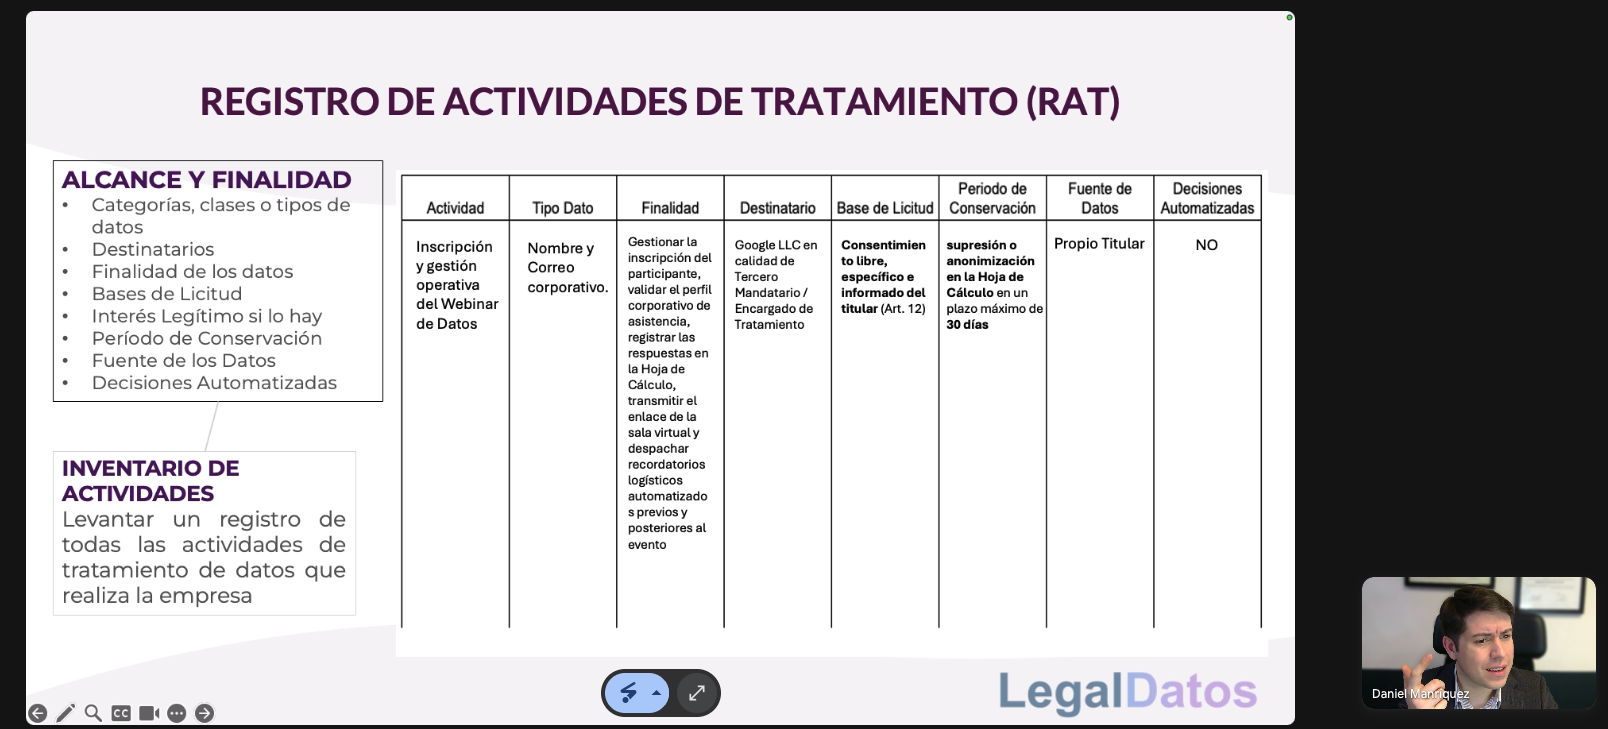 REGISTRO DE ACTIVIDADES DE TRATAMIENTO (RAT)
ALCANCE Y FINALIDAD
• Categorías, clases o tipos de
datos
• Destinatarios
• Finalidad de los datos
• Bases de Licitud
• Interés Legítimo si lo hay
• Período de Conservación
• Fuente de los Datos
• Decisiones Automatizadas
INVENTARIO DE
ACTIVIDADES
Levantar un registro de
todas las actividades de
tratamiento de datos que
realiza la empresa
Actividad
Tipo Dato
Finalidad
Destinatario
Base de Licitud
Periodo de
Conservación
Fuente de
Datos
Decisiones
Automatizadas
Inscripción
y gestión
operativa
del Webinar
de Datos
Nombre y
Correo
corporativo.
Gestionar la
inscripción del
participante,
validar el perfil
corporativo de
asistencia,
registrar las
respuestas en
la Hoja de
Cálculo,
transmitir el
enlace de la
sala virtual y
despachar
recordatorios
logísticos
automatizado
s previos y
posteriores al
evento
Google LLC en
calidad de
Tercero
Mandatario /
Encargado de
Tratamiento
Consentimien
to libre,
específico e
informado del
titular (Art. 12)
supresión o
anonimización
en la Hoja de
Cálculo en un
plazo máximo de
30 días
Propio Titular
NO
LegalDatos
CC
Daniel Manriquez